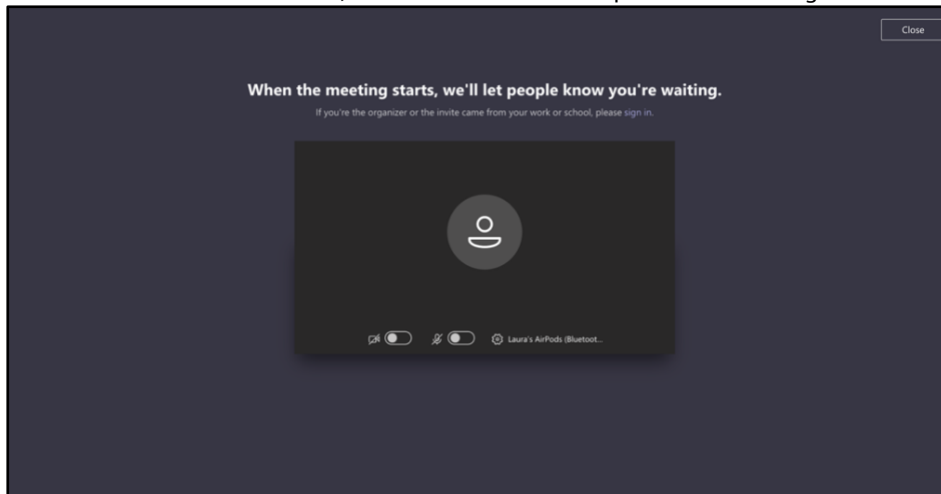 Close
When the meeting starts, we'll let people know you're waiting.
If you're the organizer or the invite came from your work or school, please sign in.
Laura's AirPods (Bluetoot...